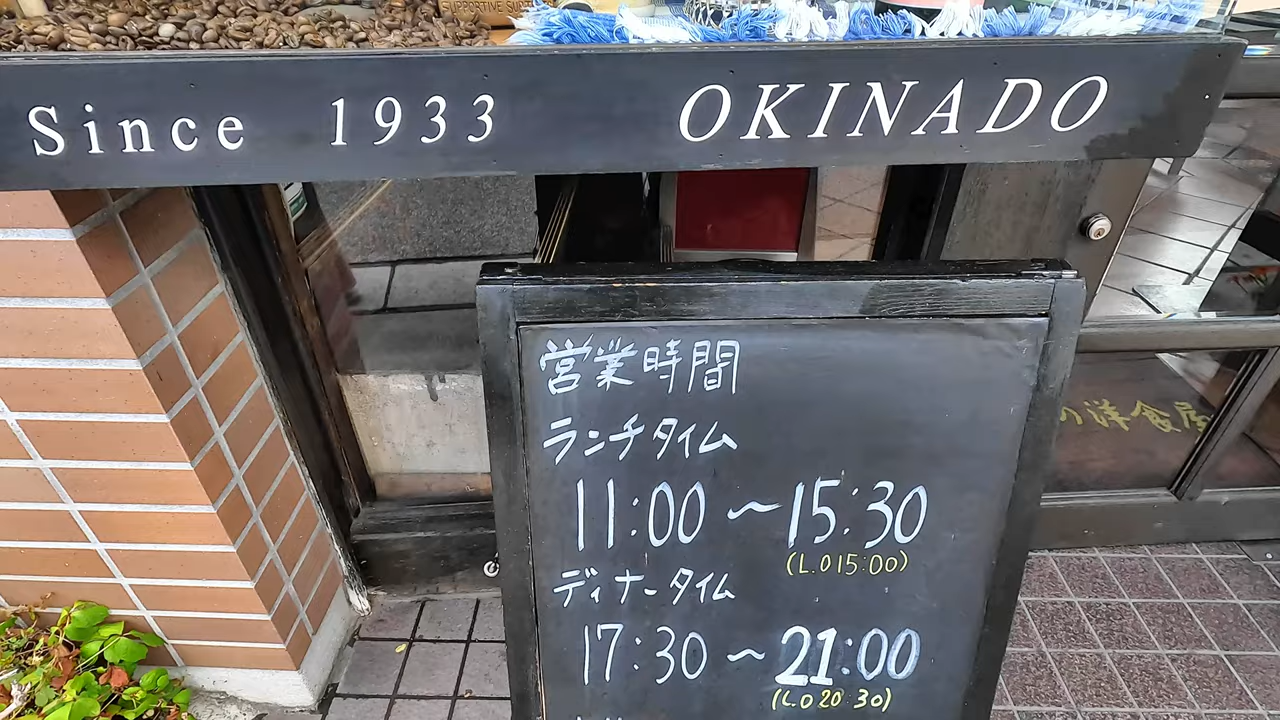 SUPPORTIVE
Since 1933 OKINADO
営業時間
ランチタイム
11:00～15:30
(L.O15:00)
の洋食屋
ディナータイム
17:30～21:00
(L.O20:30)